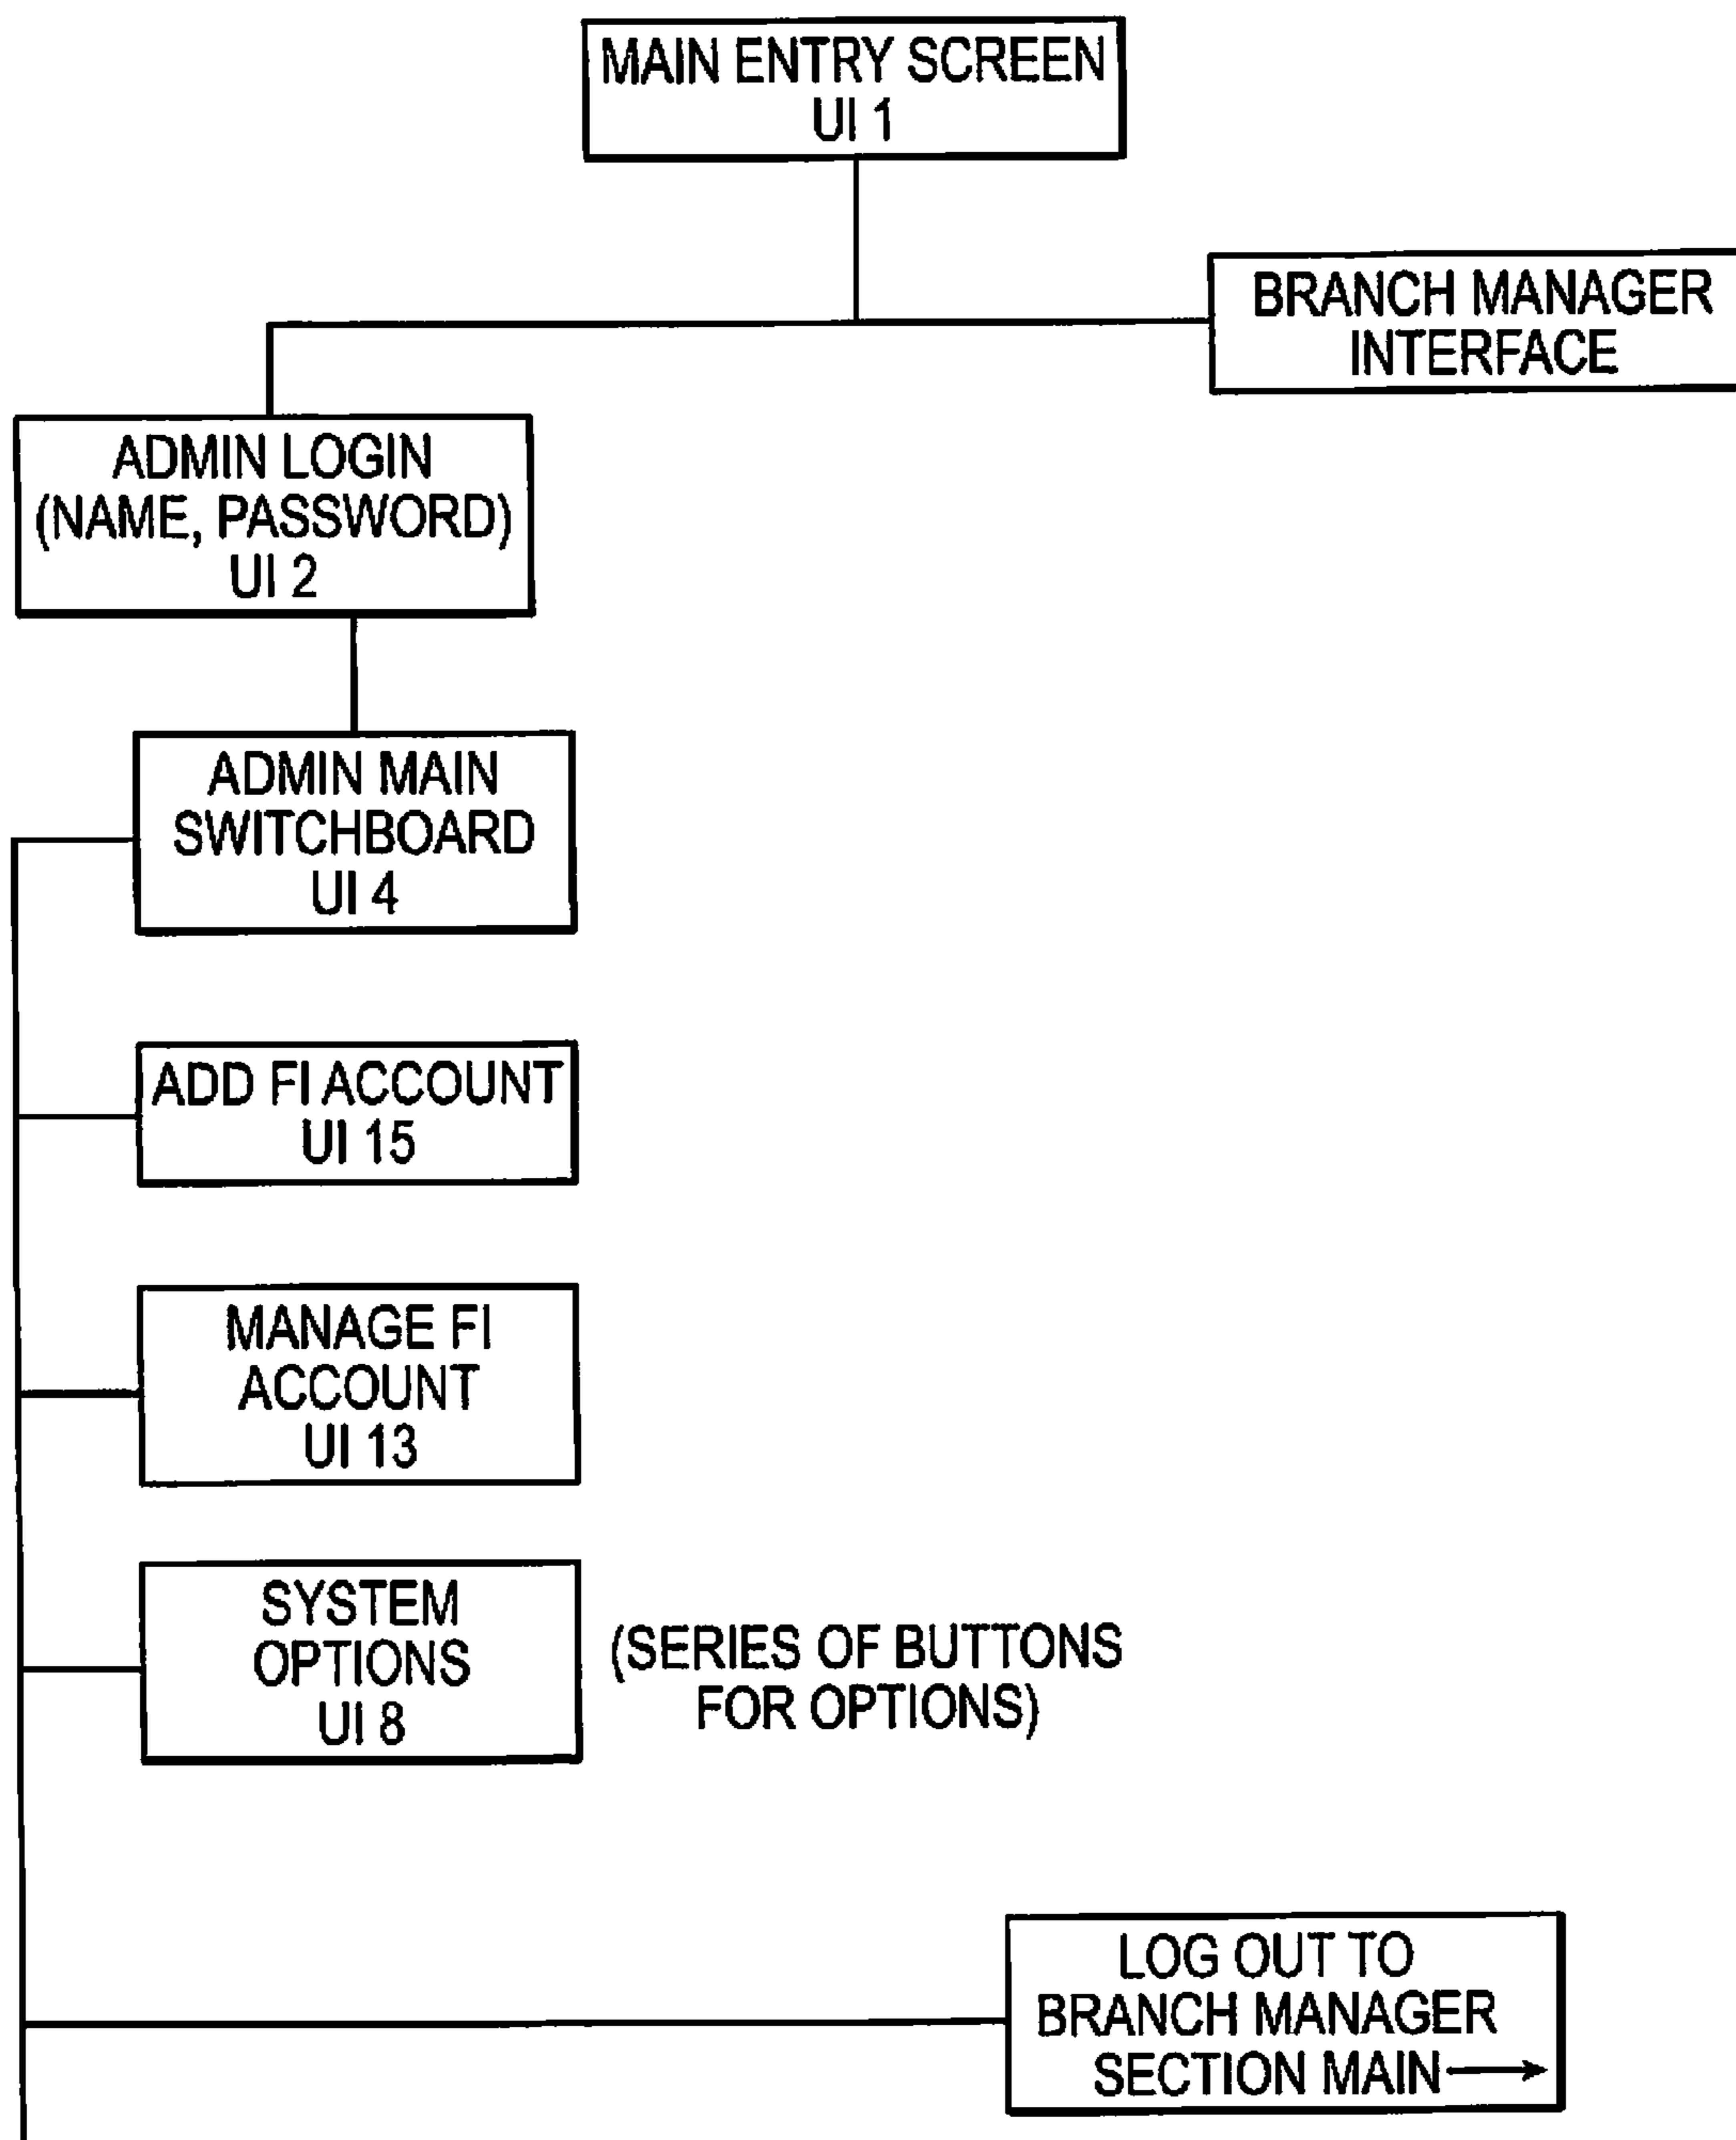 MAIN ENTRY SCREEN
UI 1
BRANCH MANAGER
INTERFACE
ADMIN LOGIN
(NAME, PASSWORD)
UI 2
ADMIN MAIN
SWITCHBOARD
UI 4
ADD FI ACCOUNT
UI 15
MANAGE FI
ACCOUNT
UI 13
SYSTEM
OPTIONS
UI 8
(SERIES OF BUTTONS
FOR OPTIONS)
LOG OUT TO
BRANCH MANAGER
SECTION MAIN